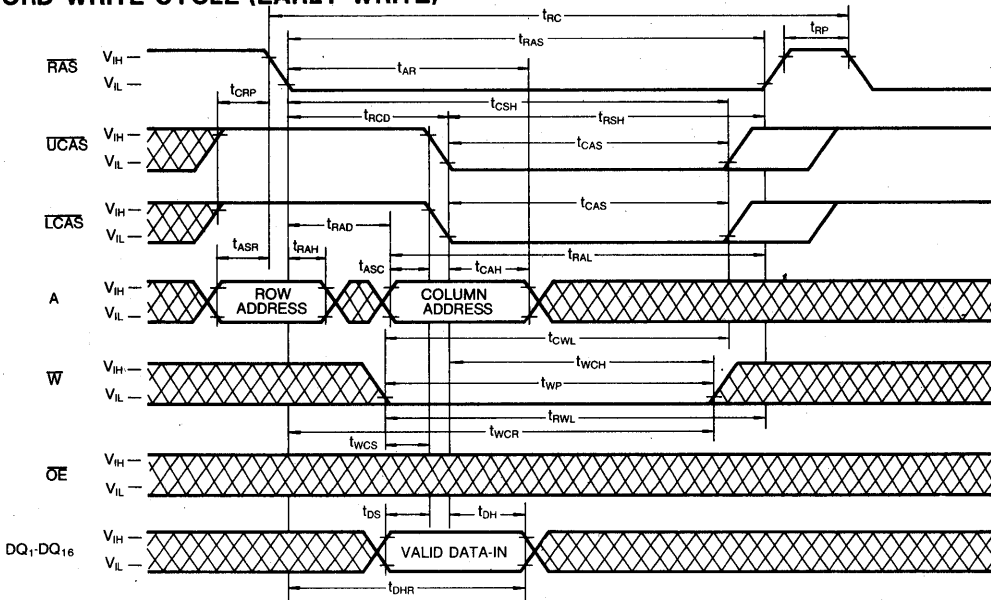 WORD WRITE CYCLE (EARLY WRITE)
tRC
tRP
tRAS
RAS
VIH
VIL
tAR
tCRP
tCSH
tRCD
tRSH
UCAS
VIH
VIL
tCAS
LCAS
VIH
VIL
tCAS
tRAD
tRAL
tASR
tRAH
tASC
tCAH
A
VIH
VIL
ROW
ADDRESS
COLUMN
ADDRESS
tCWL
tWCH
W
VIH
VIL
tWP
tRWL
tWCR
tWCS
OE
VIH
VIL
tDS
tDH
DQ1-DQ16
VIH
VIL
VALID DATA-IN
tDHR